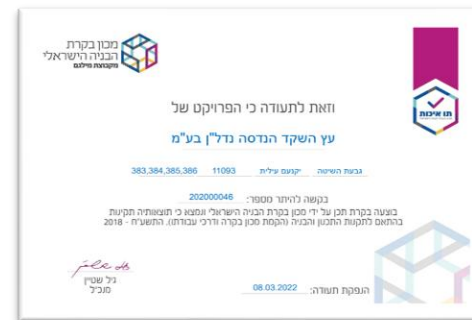 מכון בקרת
הבניה הישראלי
מקבוצת מילגם
תו איכות
וזאת לתעודה כי הפרויקט של
עץ השקד הנדסה נדל"ן בע"מ
גבעת השיטה יקנעם עילית 11093 383,384,385,386
בקשה להיתר מספר: 202000046
בוצעה בקרת תכן על ידי מכון בקרת הבניה הישראלי ונמצא כי תוצאותיה תקינות
בהתאם לתקנות התכנון והבניה (הקמת מכון בקרה ודרכי עבודתו), התשע"ח - 2018
גיל שטיין
מנכ"ל
הנפקת תעודה: 08.03.2022